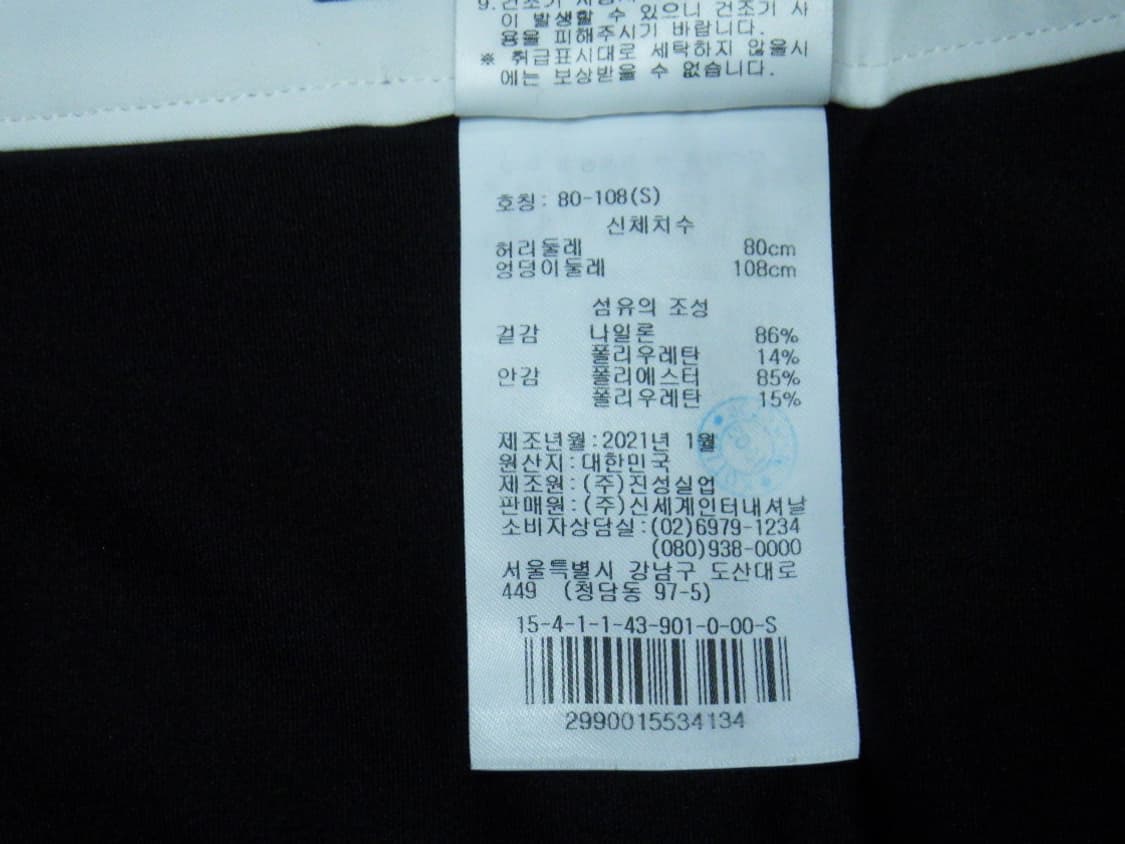 9. 건조기
이 발생할 수 있으니 건조기 사
용을 피해주시기 바랍니다.
※ 취급표시대로 세탁하지 않을시
에는 보상받을 수 없습니다.
호칭: 80-108(S)
신체치수
허리둘레 80cm
엉덩이둘레 108cm
섬유의 조성
겉감 나일론 86%
폴리우레탄 14%
안감 폴리에스터 85%
폴리우레탄 15%
제조년월:2021년 1월
원산지:대한민국
제조원:(주)진성실업
판매원:(주)신세계인터내셔날
소비자상담실:(02)6979-1234
(080)938-0000
서울특별시 강남구 도산대로
449 (청담동 97-5)
15-4-1-1-43-901-0-00-S
2990015534134